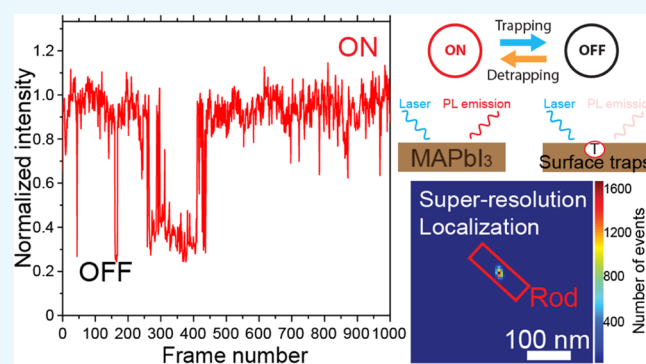 1.2
1.0
0.8
0.6
0.4
0.2
0
Normalized intensity
ON
OFF
0 100 200 300 400 500 600 700 800 900 1000
Frame number
ON
Trapping
Detrapping
OFF
Laser PL emission
MAPbI₃
Laser PL emission
T
Surface traps
Super-resolution
Localization
Rod
100 nm
1600
1200
800
400
Number of events